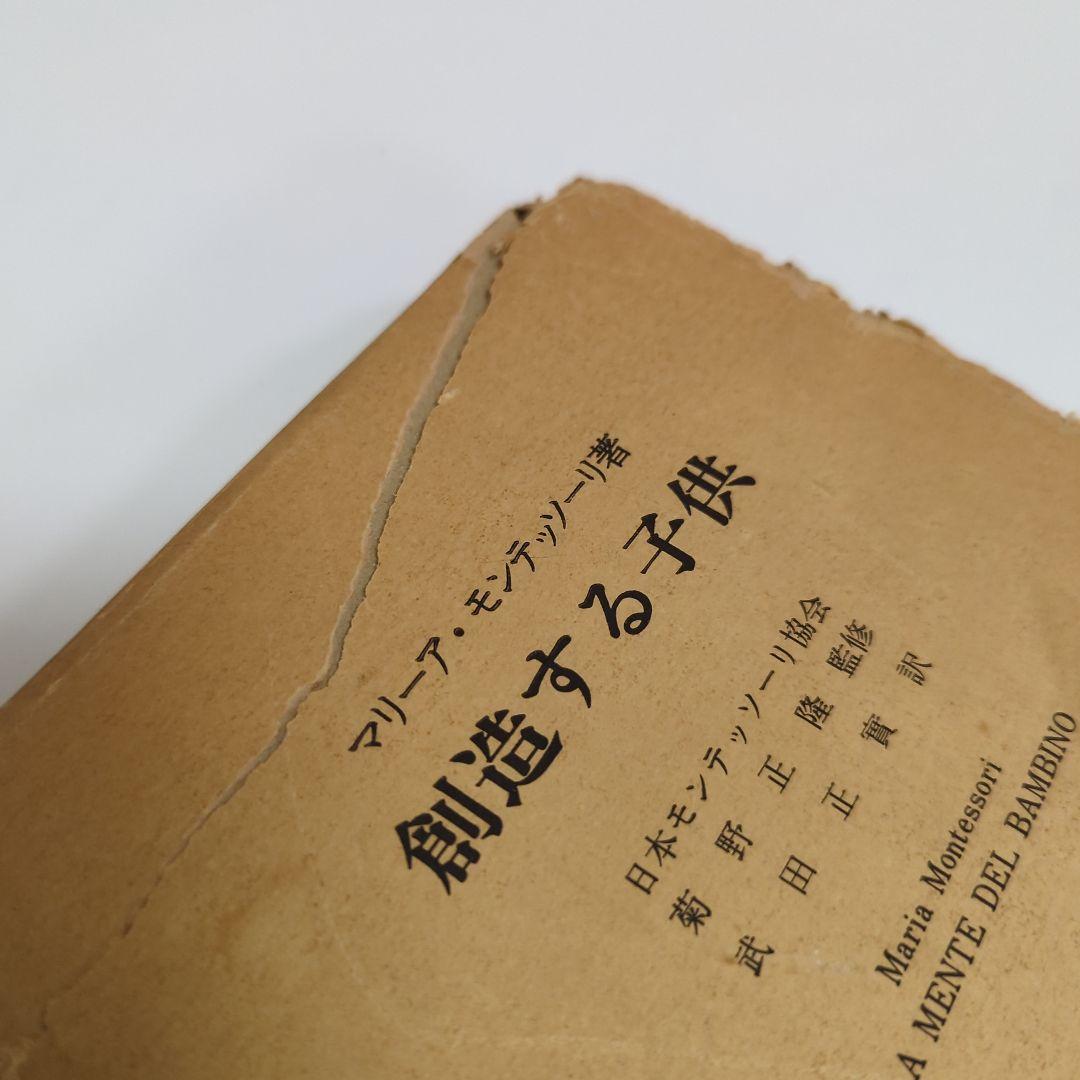 マリーア・モンテッソーリ著
創造する子供
日本モンテッソーリ協会
菊野正隆 監修
武田正實 訳
Maria Montessori
A MENTE DEL BAMBINO